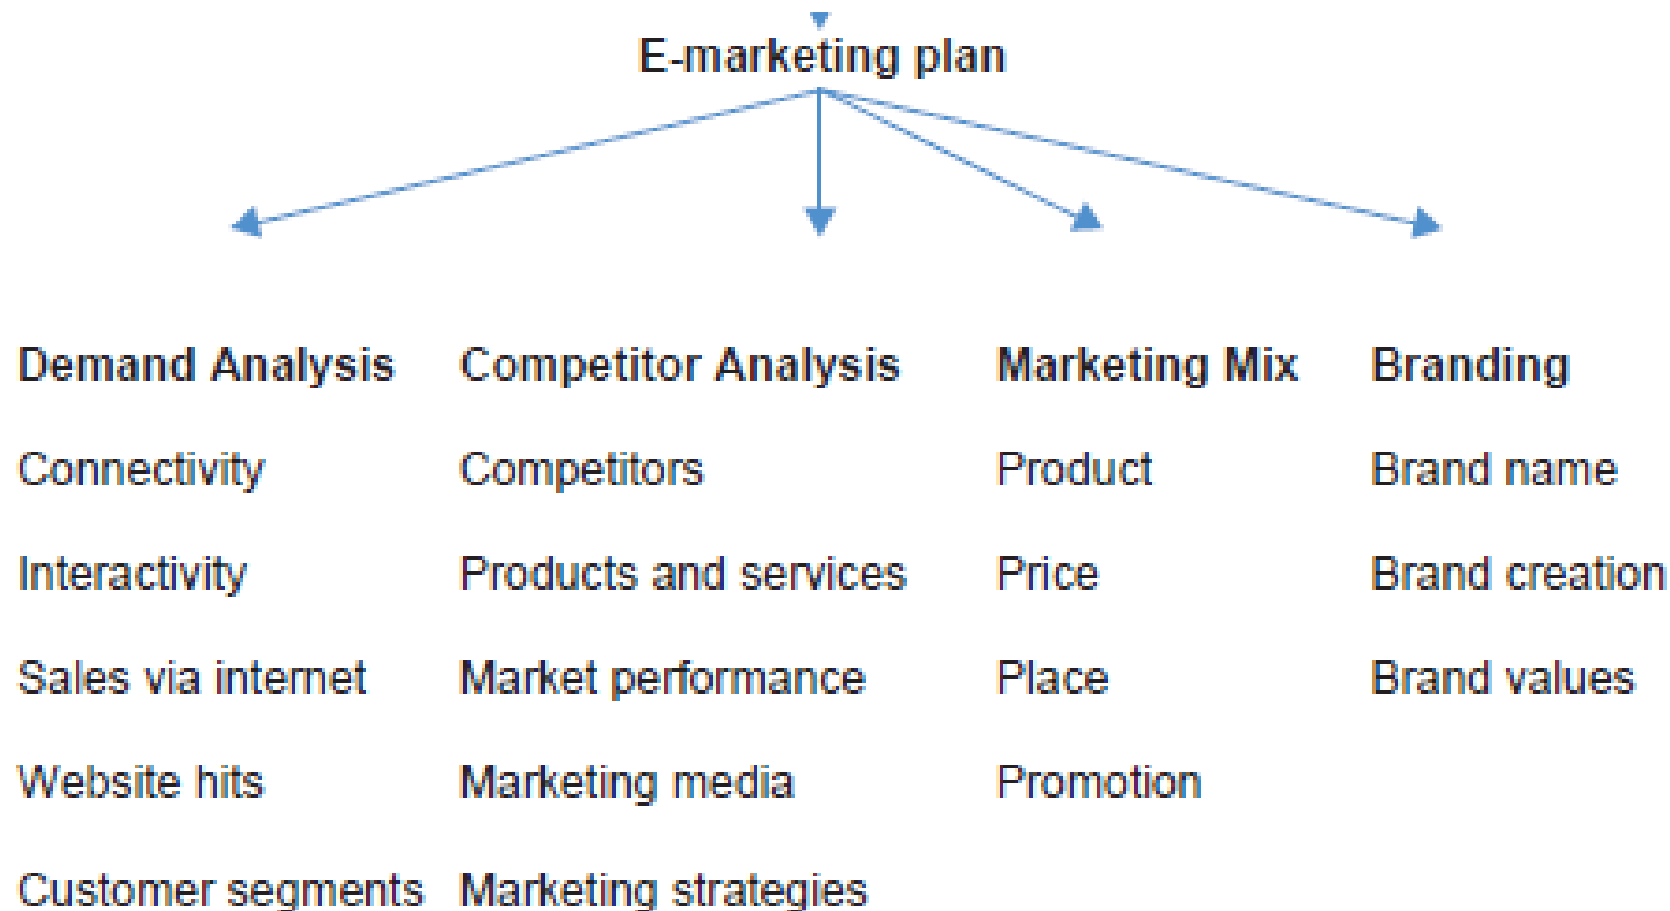 E-marketing plan
Demand Analysis Competitor Analysis Marketing Mix Branding
Connectivity Competitors Product Brand name
Interactivity Products and services Price Brand creation
Sales via internet Market performance Place Brand values
Website hits Marketing media Promotion
Customer segments Marketing strategies